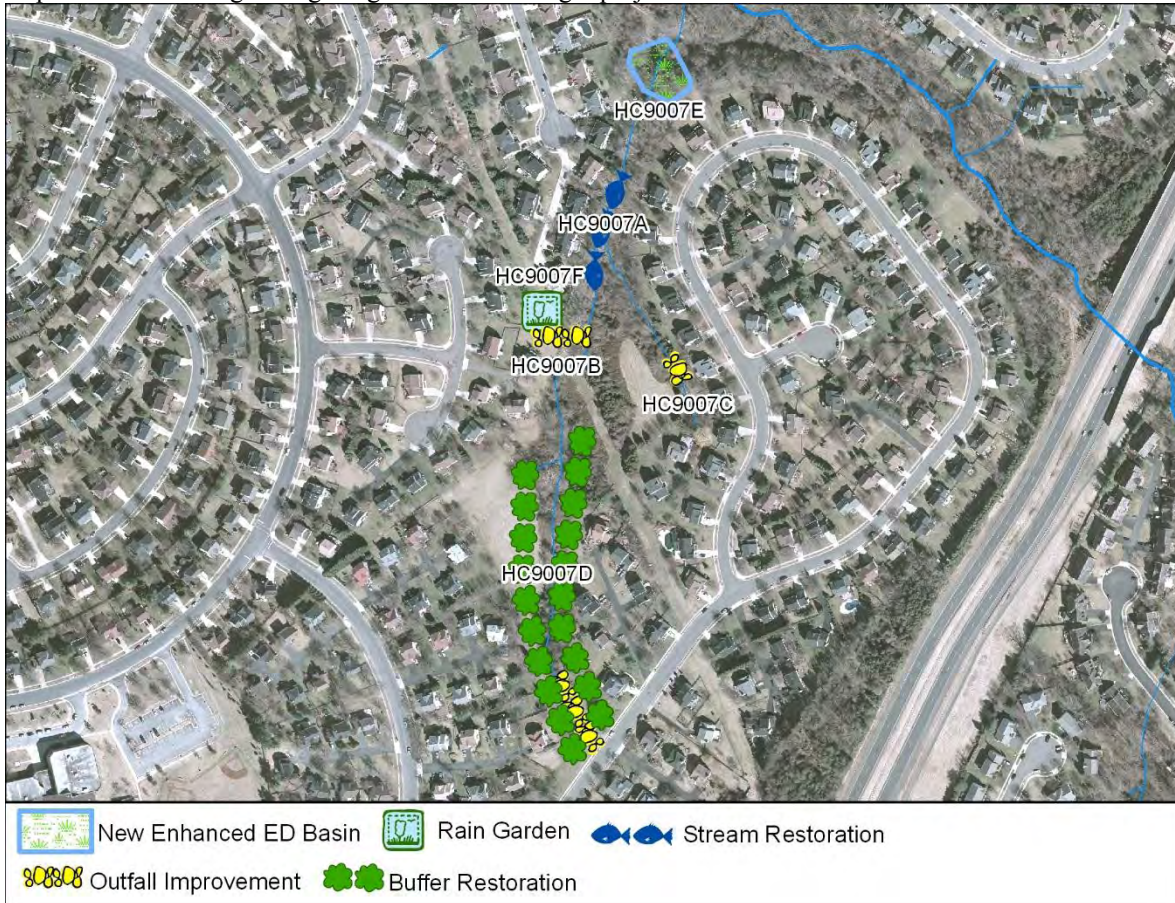 HC9007E
HC9007A
HC9007F
HC9007B
HC9007C
HC9007D
New Enhanced ED Basin
Rain Garden
Stream Restoration
Outfall Improvement
Buffer Restoration